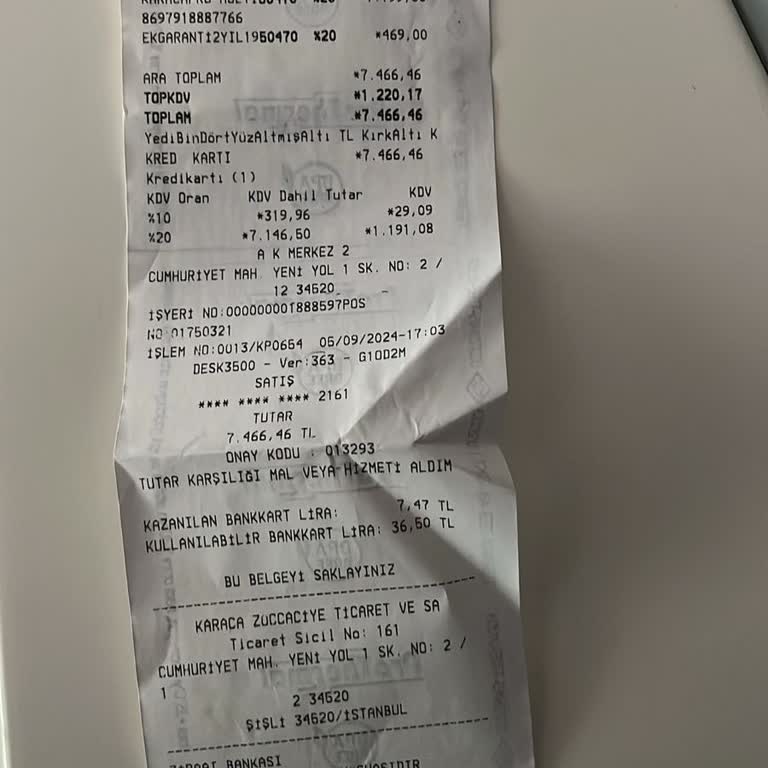 8697918887766
EKGARANTİ2YIL1950470 %20 *469,00
ARA TOPLAM *7.466,46
TOPKDV *1.220,17
TOPLAM *7.466,46
YediBinDörtYüzAltmışAltı TL KırkAltı K
KREDİ KARTI *7.466,46
Kredikartı (1)
KDV Oran KDV Dahil Tutar KDV
%10 *319,96 *29,09
%20 *7.146,50 *1.191,08
A K MERKEZ 2
CUMHURİYET MAH. YENİ YOL 1 SK. NO: 2 /
12 34520
İŞYERİ NO:000000001888597POS
NO:01750321
İŞLEM NO:0013/KP0654 05/09/2024-17:03
DESK3500 - Ver:363 - G10D2M
SATIŞ
**** **** **** 2161
TUTAR
7.466,46 TL
ONAY KODU : 013293
TUTAR KARŞILIĞI MAL VEYA HİZMETİ ALDIM
KAZANILAN BANKKART LİRA: 7,47 TL
KULLANILABİLİR BANKKART LİRA: 36,50 TL
BU BELGEYİ SAKLAYINIZ
KARACA ZÜCCACİYE TİCARET VE SA
Ticaret Sicil No: 161
CUMHURİYET MAH. YENİ YOL 1 SK. NO: 2 /
1
2 34520
ŞİŞLİ 34520/İSTANBUL
BANKASI